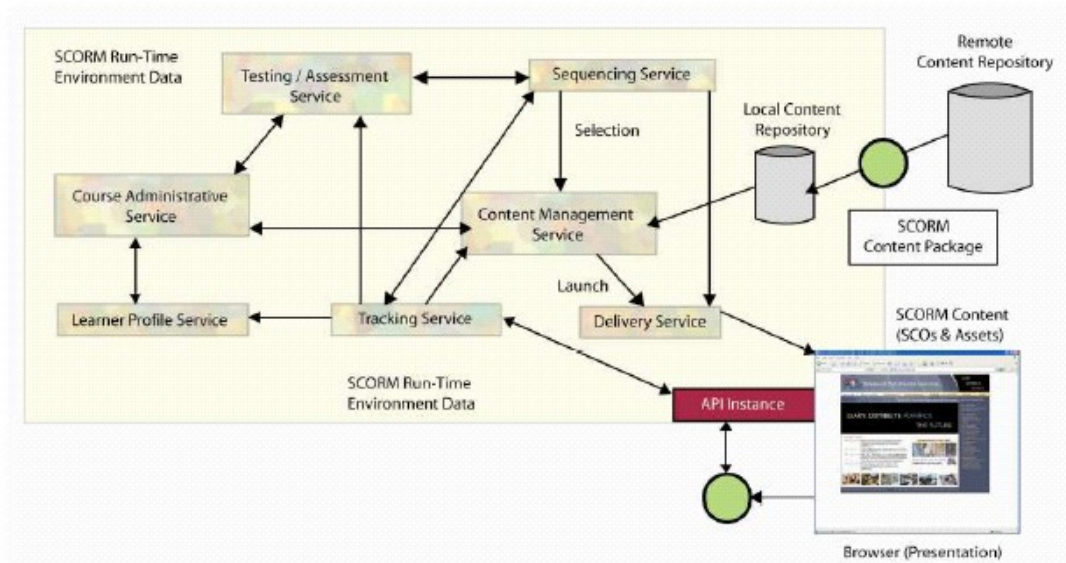 SCORM Run-Time
Environment Data
Testing / Assessment
Service
Sequencing Service
Remote
Content Repository
Selection
Local Content
Repository
Course Administrative
Service
Content Management
Service
SCORM
Content Package
Launch
Learner Profile Service
Tracking Service
Delivery Service
SCORM Content
(SCOs & Assets)
SCORM Run-Time
Environment Data
API Instance
THE FUTURE
Browser (Presentation)